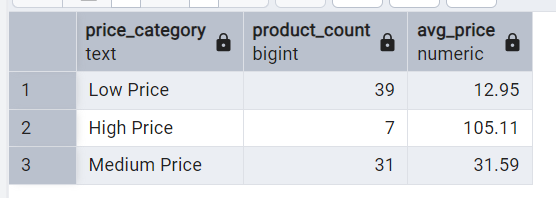 price_category product_count avg_price
text bigint numeric
1 Low Price 39 12.95
2 High Price 7 105.11
3 Medium Price 31 31.59